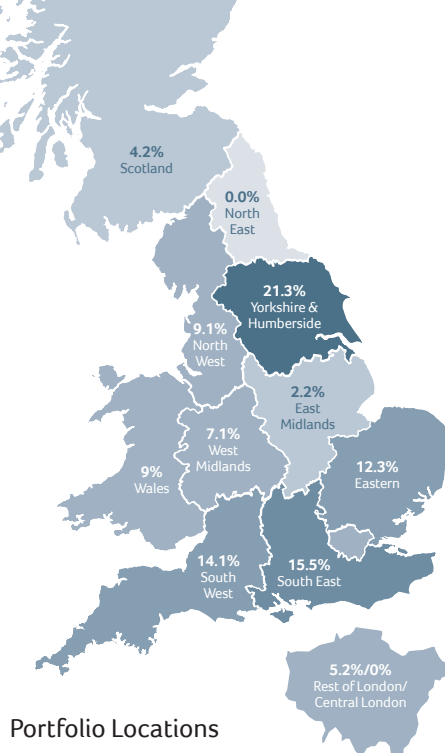 4.2%
Scotland
0.0%
North
East
21.3%
Yorkshire &
Humberside
9.1%
North
West
2.2%
East
Midlands
7.1%
West
Midlands
9%
Wales
12.3%
Eastern
14.1%
South
West
15.5%
South East
5.2%/0%
Rest of London/
Central London
Portfolio Locations